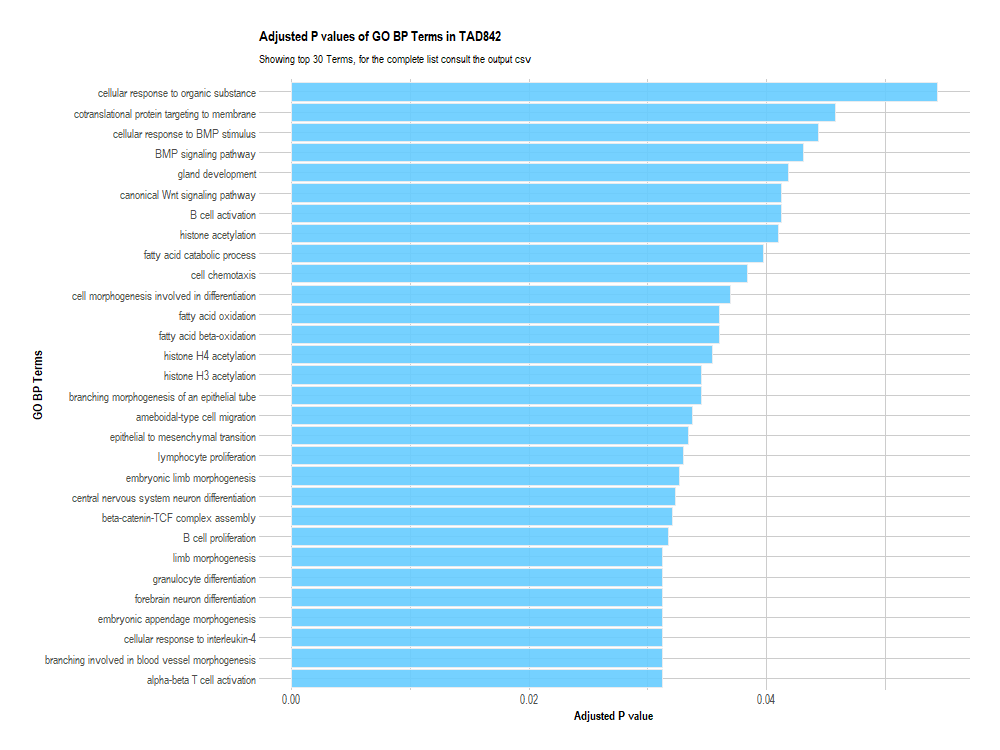 Adjusted P values of GO BP Terms in TAD842
Showing top 30 Terms, for the complete list consult the output csv
GO BP Terms
cellular response to organic substance
cotranslational protein targeting to membrane
cellular response to BMP stimulus
BMP signaling pathway
gland development
canonical Wnt signaling pathway
B cell activation
histone acetylation
fatty acid catabolic process
cell chemotaxis
cell morphogenesis involved in differentiation
fatty acid oxidation
fatty acid beta-oxidation
histone H4 acetylation
histone H3 acetylation
branching morphogenesis of an epithelial tube
ameboidal-type cell migration
epithelial to mesenchymal transition
lymphocyte proliferation
embryonic limb morphogenesis
central nervous system neuron differentiation
beta-catenin-TCF complex assembly
B cell proliferation
limb morphogenesis
granulocyte differentiation
forebrain neuron differentiation
embryonic appendage morphogenesis
cellular response to interleukin-4
branching involved in blood vessel morphogenesis
alpha-beta T cell activation
0.00 0.02 0.04
Adjusted P value